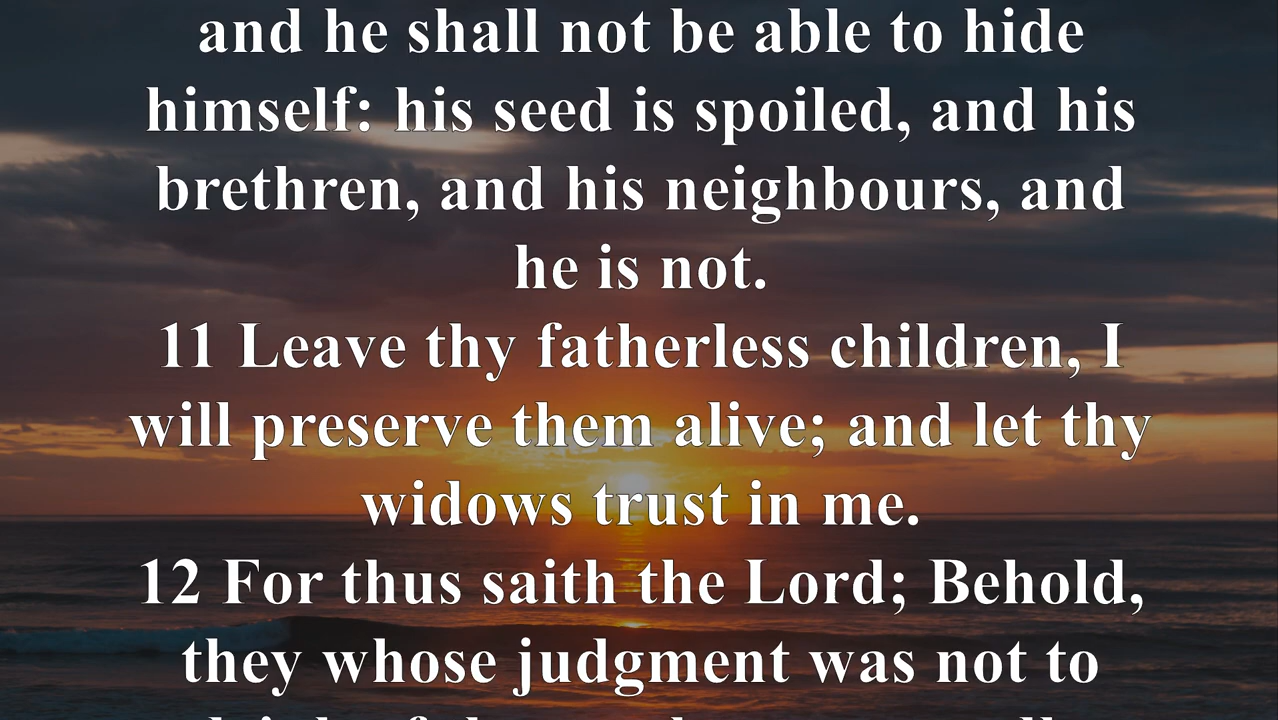 and he shall not be able to hide
himself: his seed is spoiled, and his
brethren, and his neighbours, and
he is not.
11 Leave thy fatherless children, I
will preserve them alive; and let thy
widows trust in me.
12 For thus saith the Lord; Behold,
they whose judgment was not to